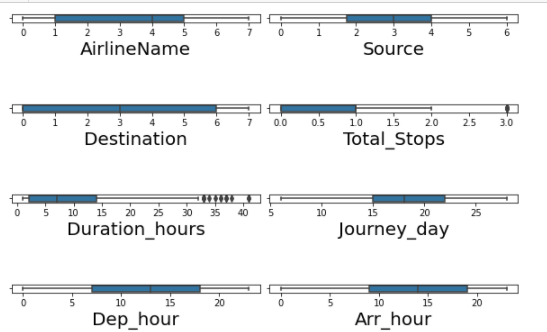 0 1 2 3 4 5 6 7
AirlineName
0 1 2 3 4 5 6
Source
0 1 2 3 4 5 6 7
Destination
0.0 0.5 1.0 1.5 2.0 2.5 3.0
Total_Stops
0 5 10 15 20 25 30 35 40
Duration_hours
5 10 15 20 25
Journey_day
0 5 10 15 20
Dep_hour
0 5 10 15 20
Arr_hour